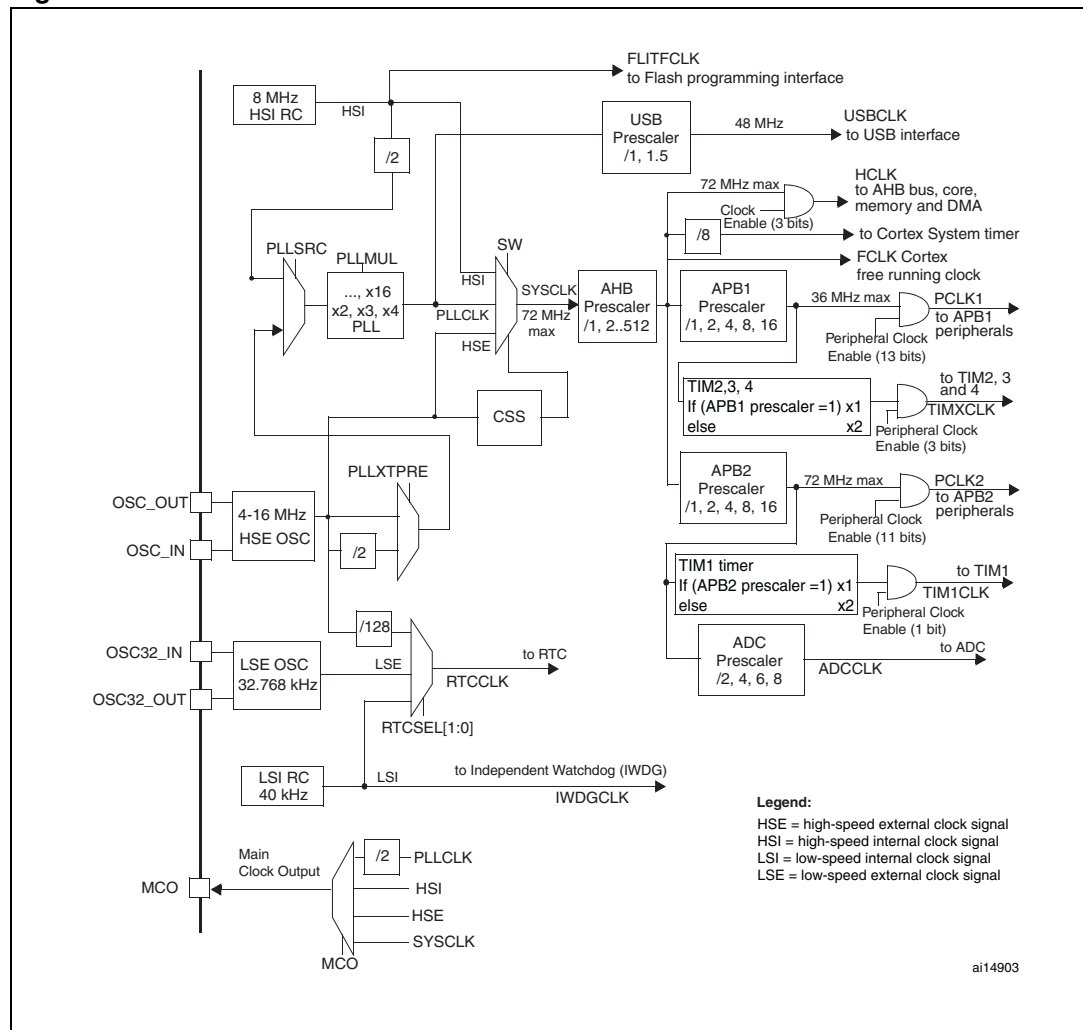 FLITFCLK
to Flash programming interface
8 MHz
HSI RC
HSI
/2
USB
Prescaler
/1, 1.5
48 MHz
USBCLK
to USB interface
72 MHz max
Clock
Enable (3 bits)
HCLK
to AHB bus, core,
memory and DMA
/8
to Cortex System timer
FCLK Cortex
free running clock
PLLSRC
PLLMUL
..., x16
x2, x3, x4
PLL
SW
HSI
PLLCLK
HSE
SYSCLK
72 MHz
max
AHB
Prescaler
/1, 2..512
APB1
Prescaler
/1, 2, 4, 8, 16
36 MHz max
PCLK1
to APB1
peripherals
Peripheral Clock
Enable (13 bits)
TIM2,3, 4
If (APB1 prescaler =1) x1
else x2
to TIM2, 3
and 4
TIMXCLK
Peripheral Clock
Enable (3 bits)
CSS
PLLXTPRE
OSC_OUT
OSC_IN
4-16 MHz
HSE OSC
/2
APB2
Prescaler
/1, 2, 4, 8, 16
72 MHz max
PCLK2
to APB2
peripherals
Peripheral Clock
Enable (11 bits)
TIM1 timer
If (APB2 prescaler =1) x1
else x2
to TIM1
TIM1CLK
Peripheral Clock
Enable (1 bit)
ADC
Prescaler
/2, 4, 6, 8
to ADC
ADCCLK
/128
OSC32_IN
OSC32_OUT
LSE OSC
32.768 kHz
LSE
to RTC
RTCCLK
RTCSEL[1:0]
LSI RC
40 kHz
LSI
to Independent Watchdog (IWDG)
IWDGCLK
Legend:
HSE = high-speed external clock signal
HSI = high-speed internal clock signal
LSI = low-speed internal clock signal
LSE = low-speed external clock signal
Main
Clock Output
MCO
/2
PLLCLK
HSI
HSE
SYSCLK
MCO
ai14903